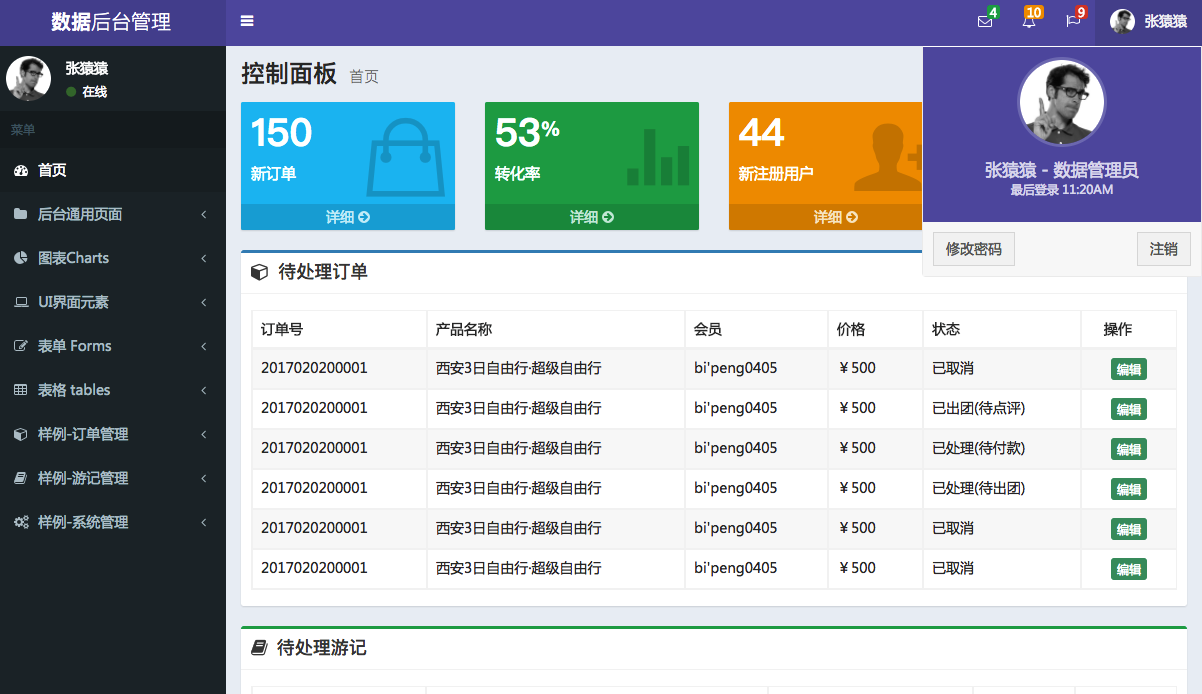 数据后台管理
4
10
9
张猿猿
张猿猿
在线
菜单
首页
后台通用页面
图表Charts
UI界面元素
表单 Forms
表格 tables
样例-订单管理
样例-游记管理
样例-系统管理
控制面板 首页
150
新订单
详细
53%
转化率
详细
44
新注册用户
详细
张猿猿 - 数据管理员
最后登录 11:20AM
修改密码 注销
待处理订单
订单号 产品名称 会员 价格 状态 操作
2017020200001 西安3日自由行·超级自由行 bi'peng0405 ￥500 已取消 编辑
2017020200001 西安3日自由行·超级自由行 bi'peng0405 ￥500 已出团(待点评) 编辑
2017020200001 西安3日自由行·超级自由行 bi'peng0405 ￥500 已处理(待付款) 编辑
2017020200001 西安3日自由行·超级自由行 bi'peng0405 ￥500 已处理(待出团) 编辑
2017020200001 西安3日自由行·超级自由行 bi'peng0405 ￥500 已取消 编辑
2017020200001 西安3日自由行·超级自由行 bi'peng0405 ￥500 已取消 编辑
待处理游记